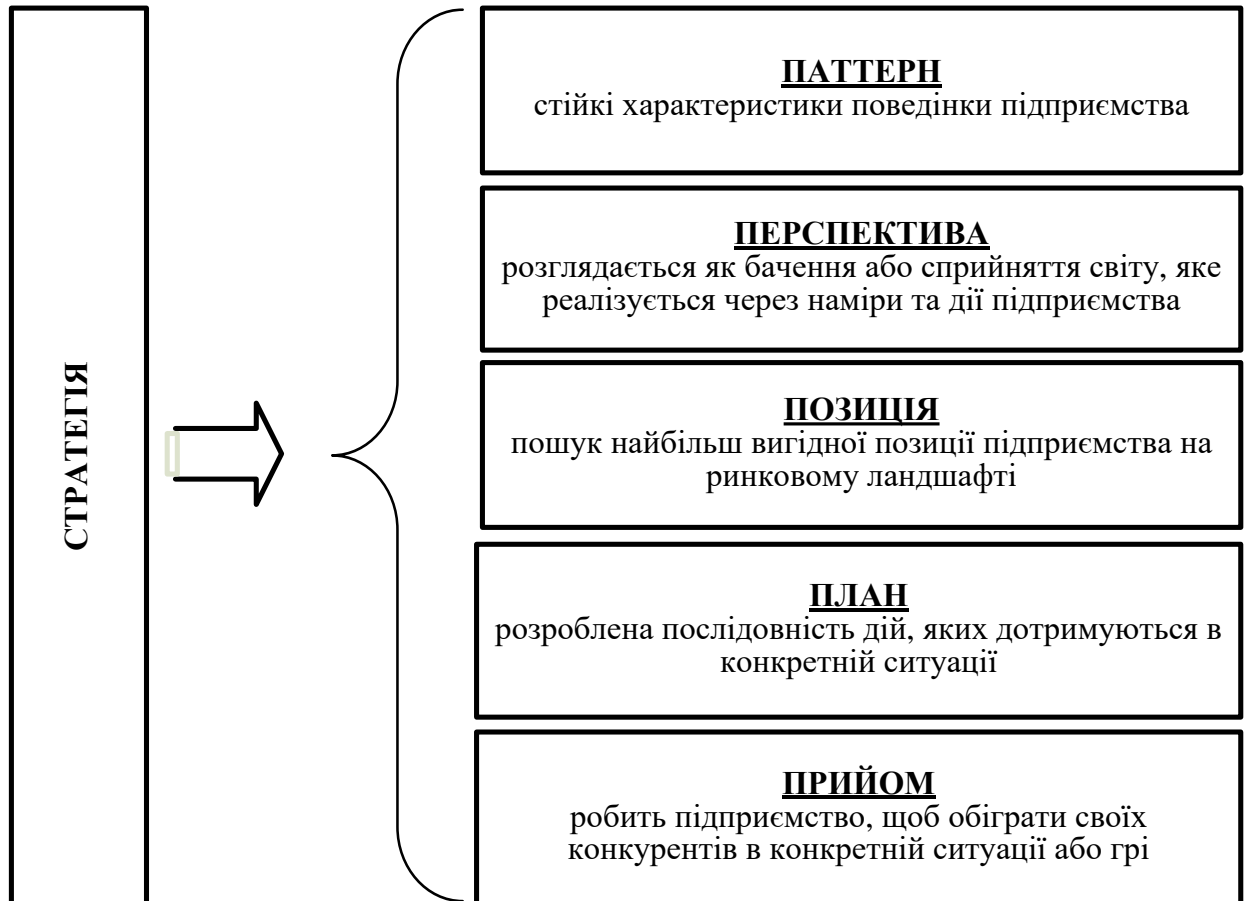 СТРАТЕГІЯ
ПАТТЕРН
стійкі характеристики поведінки підприємства
ПЕРСПЕКТИВА
розглядається як бачення або сприйняття світу, яке
реалізується через наміри та дії підприємства
ПОЗИЦІЯ
пошук найбільш вигідної позиції підприємства на
ринковому ландшафті
ПЛАН
розроблена послідовність дій, яких дотримуються в
конкретній ситуації
ПРИЙОМ
робить підприємство, щоб обіграти своїх
конкурентів в конкретній ситуації або грі